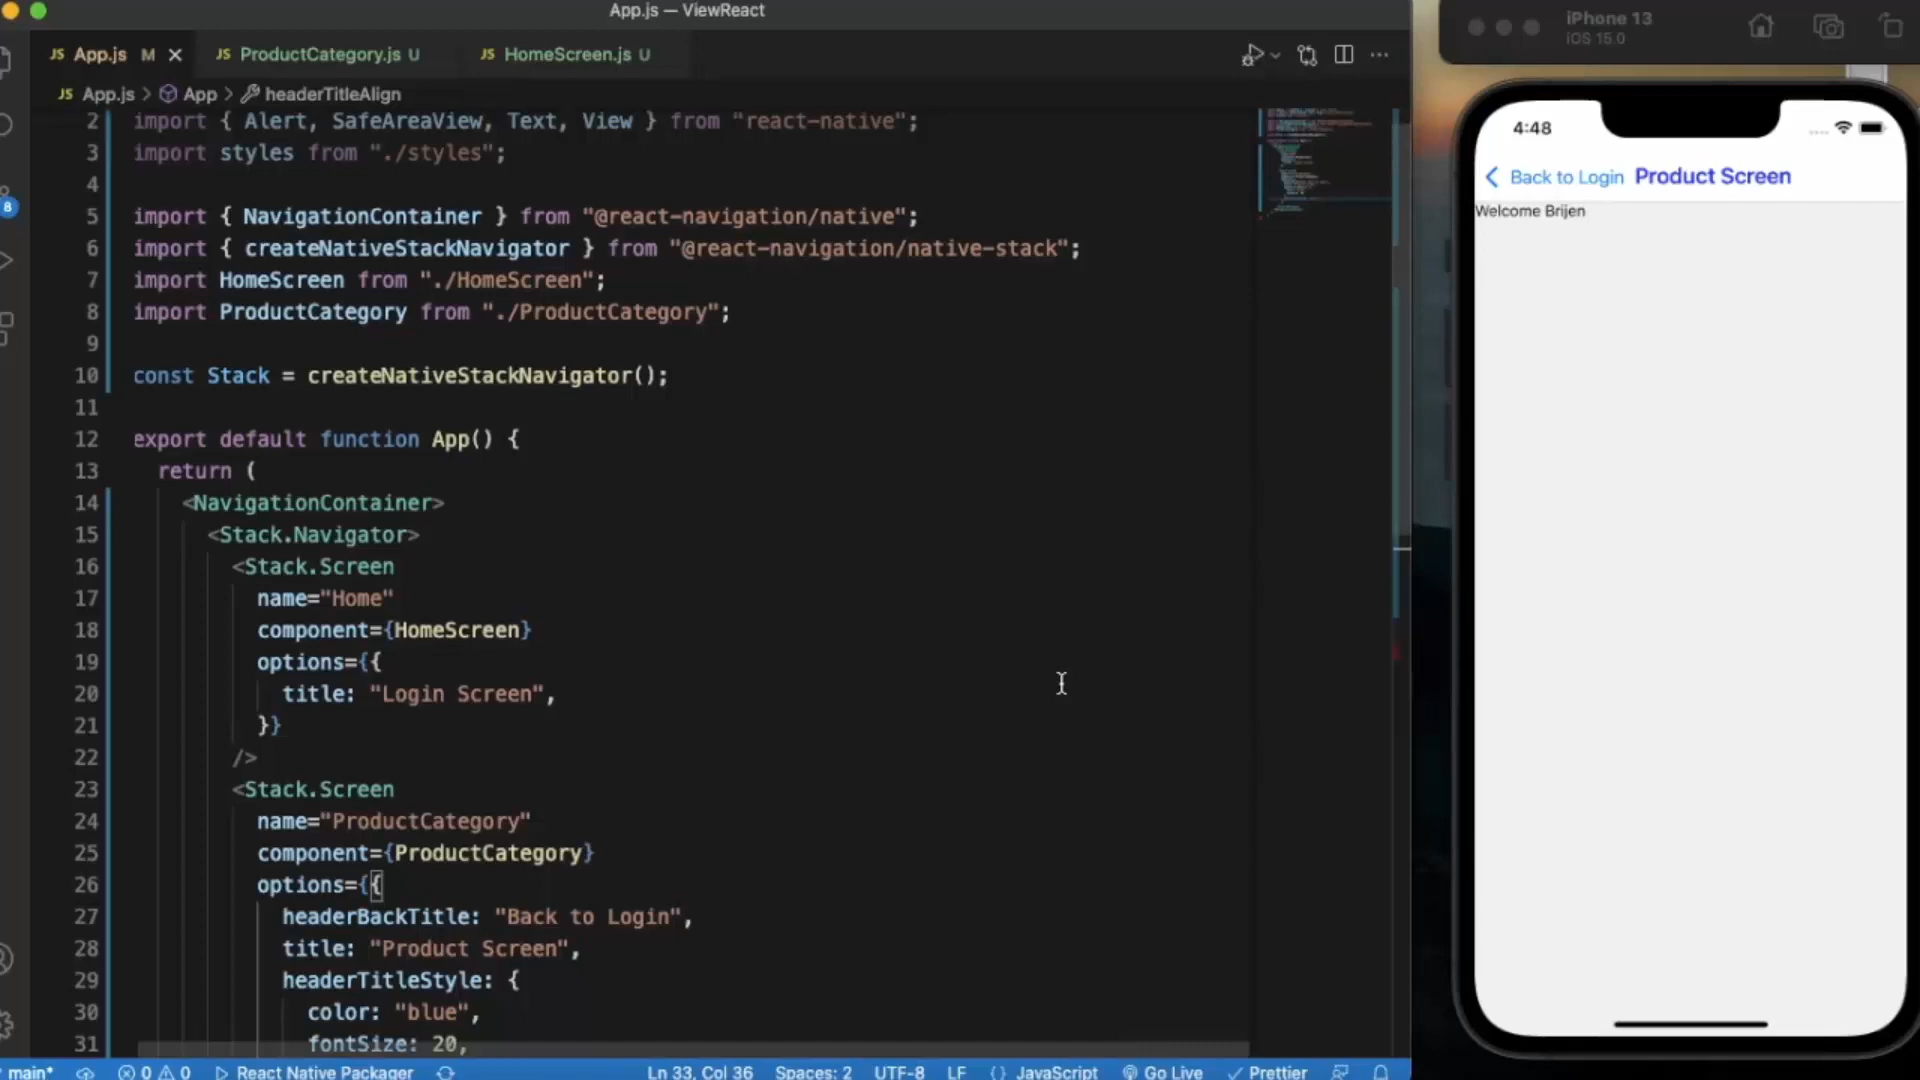 App.js — ViewReact
JS App.js M
JS ProductCategory.js U
JS HomeScreen.js U
JS App.js > App > headerTitleAlign
2 import { Alert, SafeAreaView, Text, View } from "react-native";
3 import styles from "./styles";
4
5 import { NavigationContainer } from "@react-navigation/native";
6 import { createNativeStackNavigator } from "@react-navigation/native-stack";
7 import HomeScreen from "./HomeScreen";
8 import ProductCategory from "./ProductCategory";
9
10 const Stack = createNativeStackNavigator();
11
12 export default function App() {
13 return (
14 <NavigationContainer>
15 <Stack.Navigator>
16 <Stack.Screen
17 name="Home"
18 component={HomeScreen}
19 options={{
20 title: "Login Screen",
21 }}
22 />
23 <Stack.Screen
24 name="ProductCategory"
25 component={ProductCategory}
26 options={{
27 headerBackTitle: "Back to Login",
28 title: "Product Screen",
29 headerTitleStyle: {
30 color: "blue",
31 fontSize: 20,
8
main* 0 0 React Native Packager Ln 33, Col 36 Spaces: 2 UTF-8 LF {} JavaScript Go Live Prettier
iPhone 13
iOS 15.0
4:48
Back to Login Product Screen
Welcome Brijen